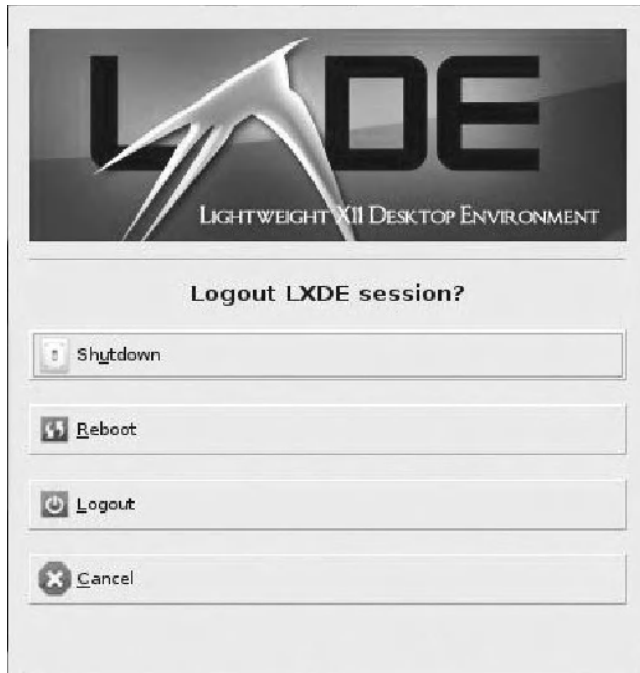 LXDE
LIGHTWEIGHT X11 DESKTOP ENVIRONMENT
Logout LXDE session?
Shutdown
Reboot
Logout
Cancel